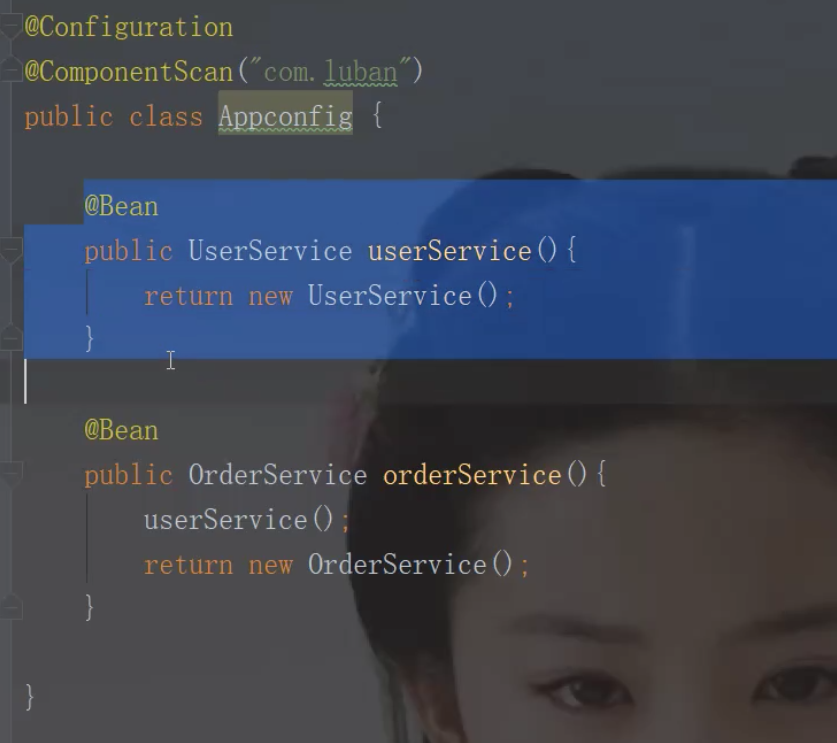 @Configuration
@ComponentScan("com.luban")
public class Appconfig {
@Bean
public UserService userService(){
return new UserService();
}
@Bean
public OrderService orderService(){
userService();
return new OrderService();
}
}